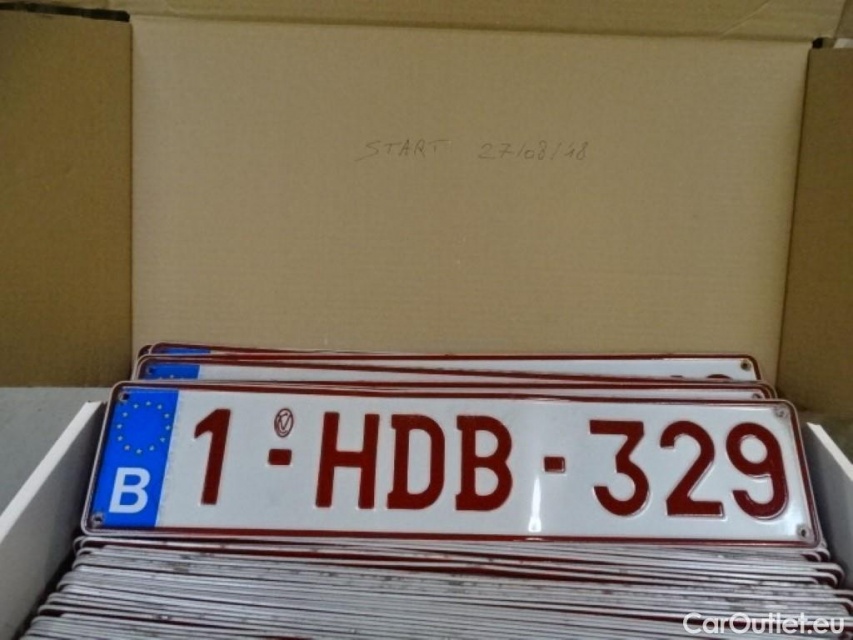 START 27/08/18
B 1-HDB-329
CarOutlet.eu